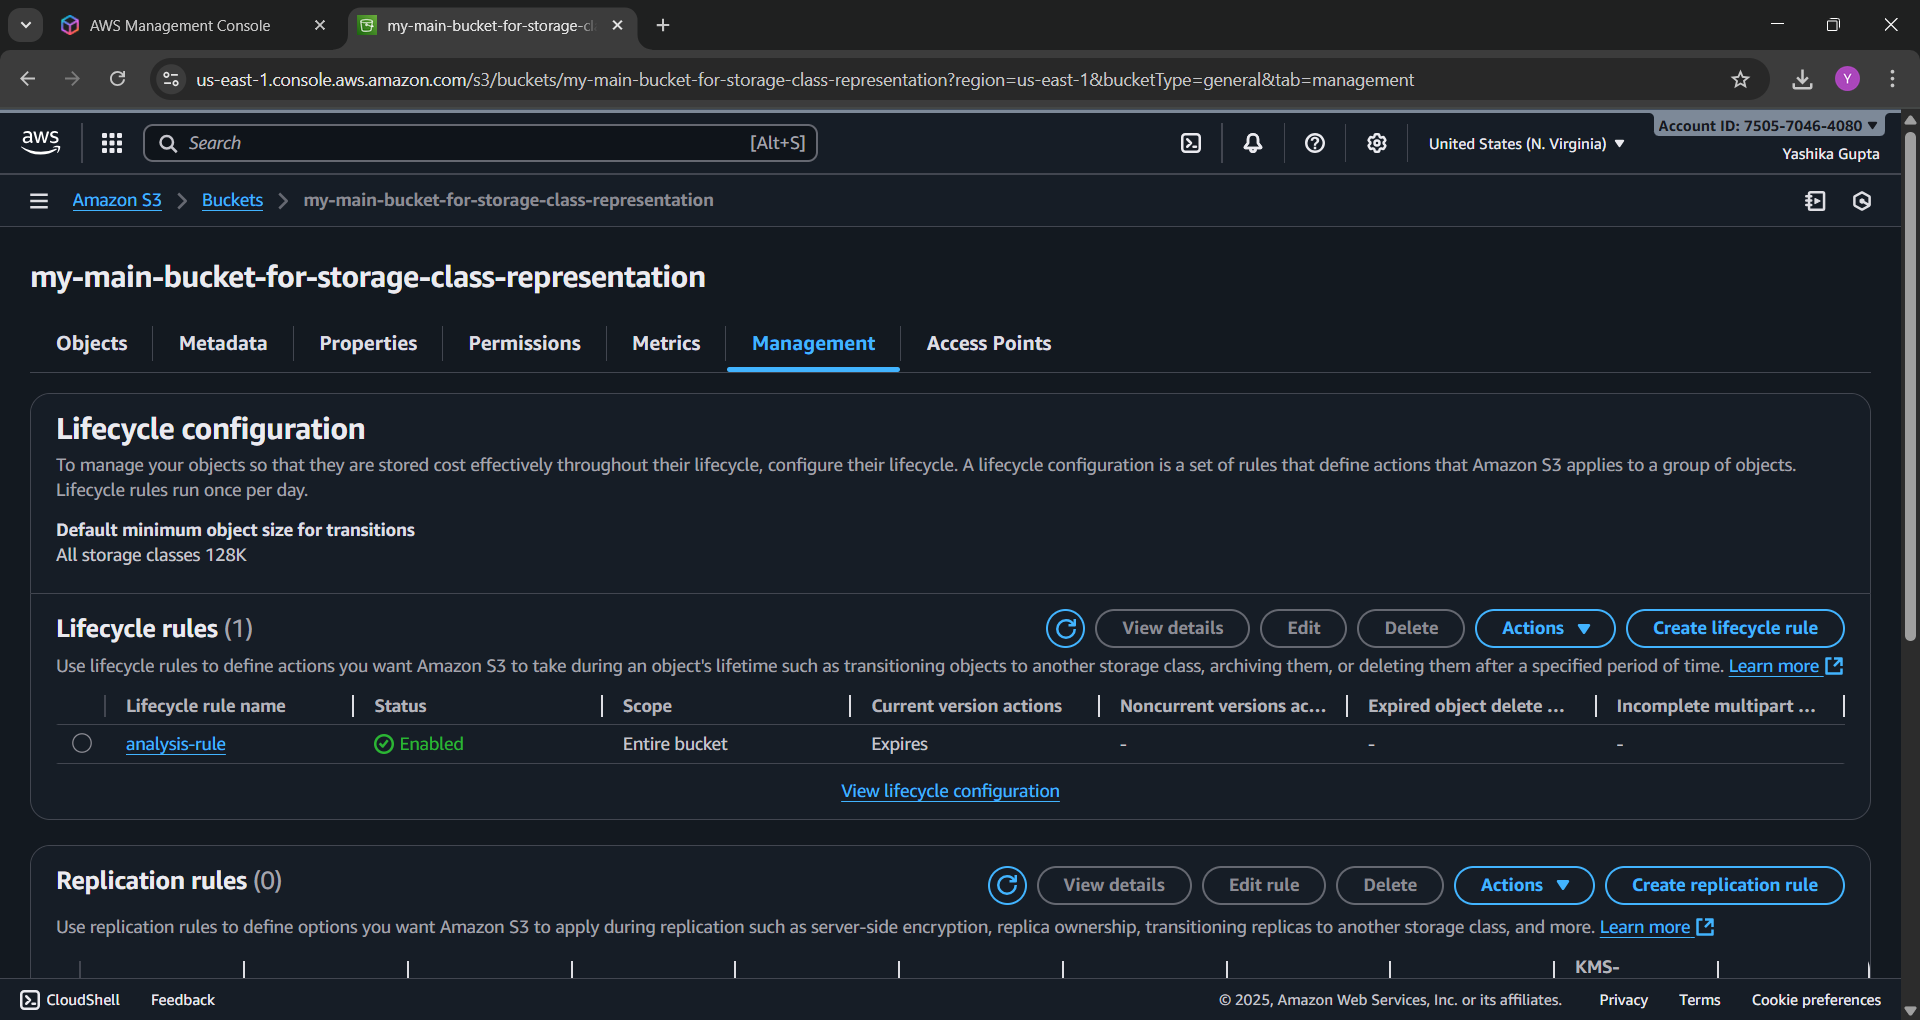 AWS Management Console
my-main-bucket-for-storage-cl
us-east-1.console.aws.amazon.com/s3/buckets/my-main-bucket-for-storage-class-representation?region=us-east-1&bucketType=general&tab=management
Y
aws
Search
[Alt+S]
United States (N. Virginia)
Account ID: 7505-7046-4080
Yashika Gupta
Amazon S3
Buckets
my-main-bucket-for-storage-class-representation
my-main-bucket-for-storage-class-representation
Objects
Metadata
Properties
Permissions
Metrics
Management
Access Points
Lifecycle configuration
To manage your objects so that they are stored cost effectively throughout their lifecycle, configure their lifecycle. A lifecycle configuration is a set of rules that define actions that Amazon S3 applies to a group of objects.
Lifecycle rules run once per day.
Default minimum object size for transitions
All storage classes 128K
Lifecycle rules (1)
View details
Edit
Delete
Actions
Create lifecycle rule
Use lifecycle rules to define actions you want Amazon S3 to take during an object's lifetime such as transitioning objects to another storage class, archiving them, or deleting them after a specified period of time. Learn more
Lifecycle rule name
Status
Scope
Current version actions
Noncurrent versions ac...
Expired object delete ...
Incomplete multipart ...
analysis-rule
Enabled
Entire bucket
Expires
-
-
-
View lifecycle configuration
Replication rules (0)
View details
Edit rule
Delete
Actions
Create replication rule
Use replication rules to define options you want Amazon S3 to apply during replication such as server-side encryption, replica ownership, transitioning replicas to another storage class, and more. Learn more
KMS-
CloudShell
Feedback
© 2025, Amazon Web Services, Inc. or its affiliates.
Privacy
Terms
Cookie preferences